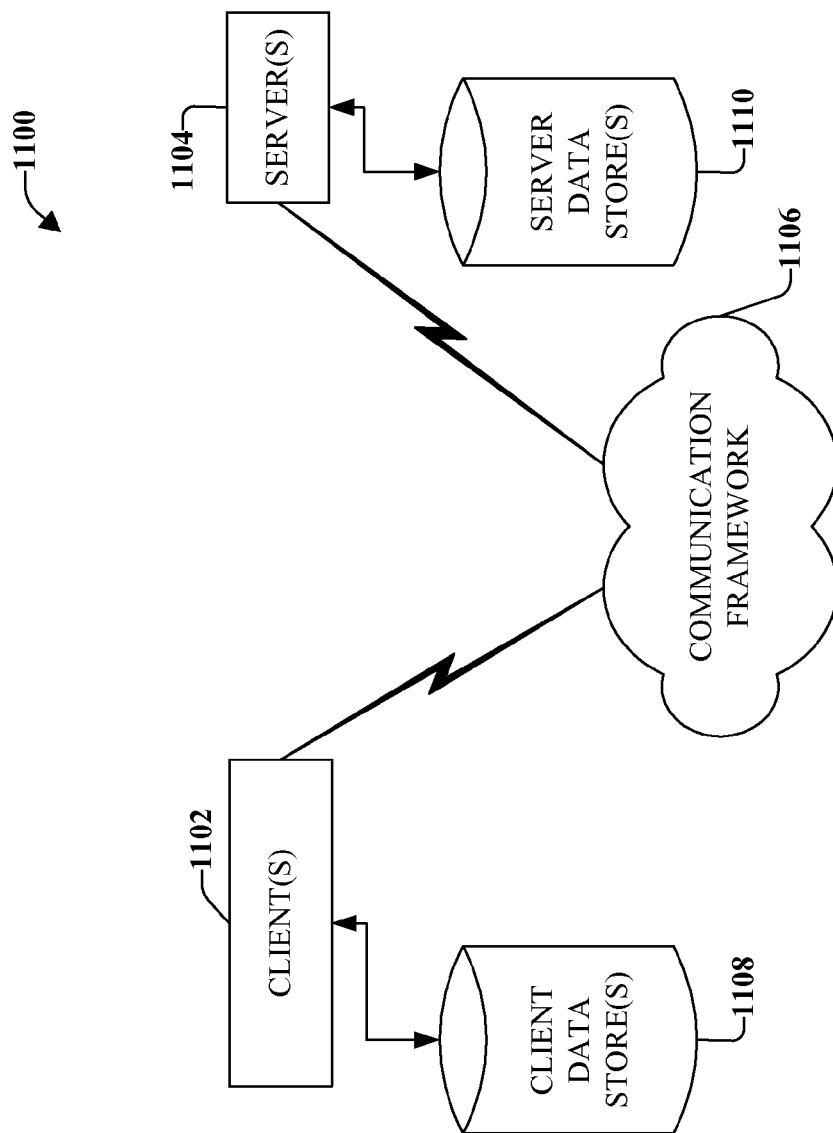 1100
1102
CLIENT(S)
1104
SERVER(S)
CLIENT
DATA
STORE(S)
1108
SERVER
DATA
STORE(S)
1110
COMMUNICATION
FRAMEWORK
1106